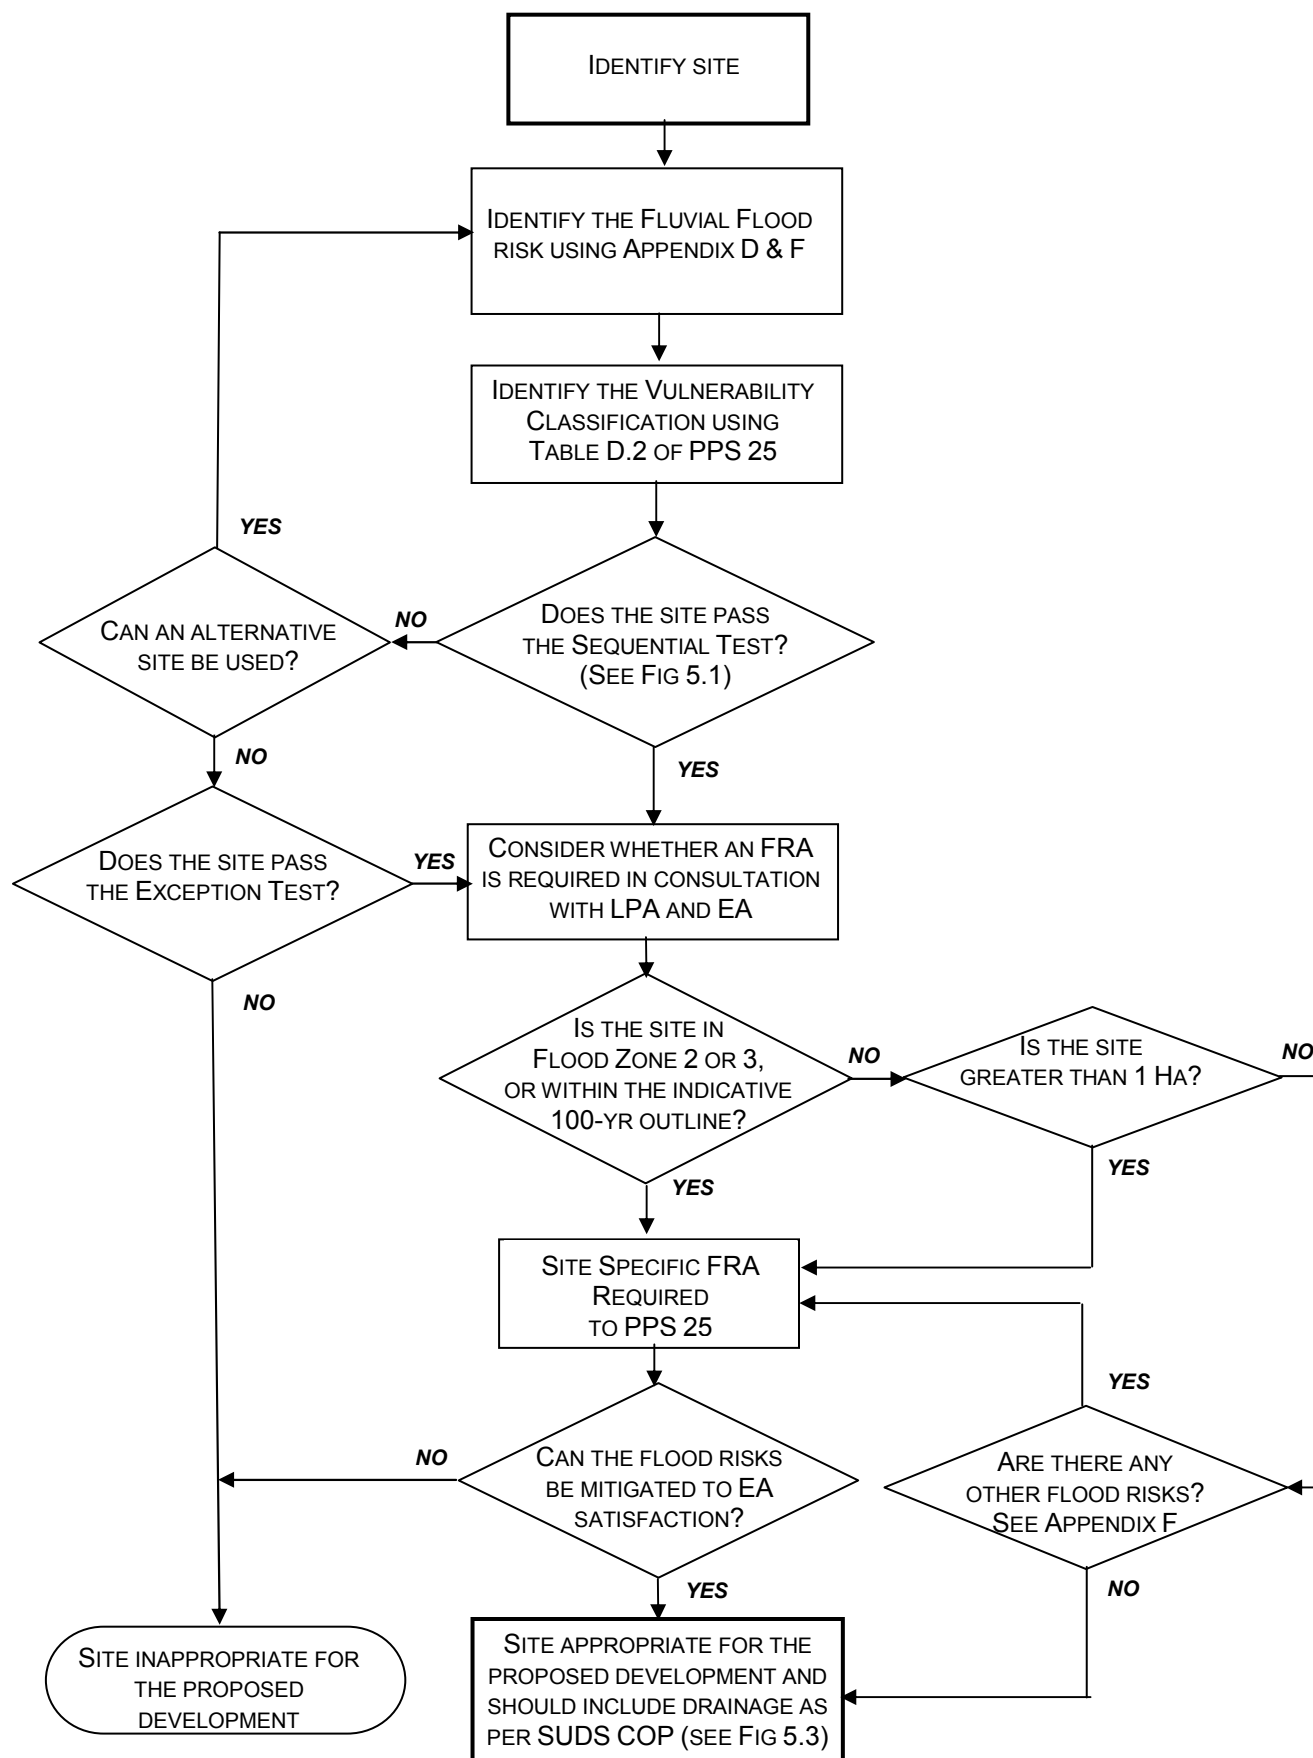 IDENTIFY SITE
IDENTIFY THE FLUVIAL FLOOD
RISK USING APPENDIX D & F
IDENTIFY THE VULNERABILITY
CLASSIFICATION USING
TABLE D.2 OF PPS 25
YES
CAN AN ALTERNATIVE
SITE BE USED?
NO
DOES THE SITE PASS
THE SEQUENTIAL TEST?
(SEE FIG 5.1)
NO
YES
DOES THE SITE PASS
THE EXCEPTION TEST?
YES
CONSIDER WHETHER AN FRA
IS REQUIRED IN CONSULTATION
WITH LPA AND EA
NO
IS THE SITE IN
FLOOD ZONE 2 OR 3,
OR WITHIN THE INDICATIVE
100-YR OUTLINE?
NO
IS THE SITE
GREATER THAN 1 HA?
NO
YES
YES
SITE SPECIFIC FRA
REQUIRED
TO PPS 25
YES
NO
CAN THE FLOOD RISKS
BE MITIGATED TO EA
SATISFACTION?
ARE THERE ANY
OTHER FLOOD RISKS?
SEE APPENDIX F
YES
NO
SITE INAPPROPRIATE FOR
THE PROPOSED
DEVELOPMENT
SITE APPROPRIATE FOR THE
PROPOSED DEVELOPMENT AND
SHOULD INCLUDE DRAINAGE AS
PER SUDS COP (SEE FIG 5.3)